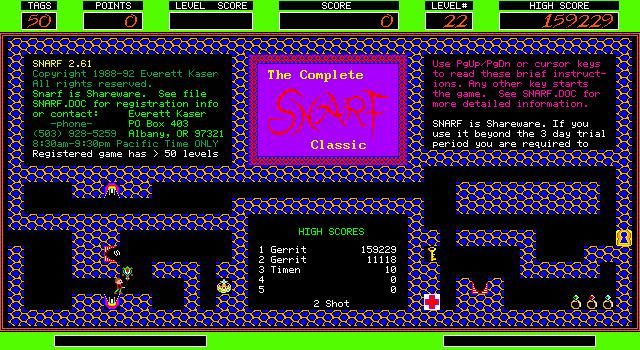 TAGS POINTS LEVEL SCORE SCORE LEVEL# HIGH SCORE
50 0 0 22 159229
SNARF 2.61
Copyright 1988-92 Everett Kaser
All rights reserved.
Snarf is Shareware. See file
SNARF.DOC for registration info
or contact: Everett Kaser
-phone- PO Box 403
(503) 928-5259 Albany, OR 97321
8:30am-9:30pm Pacific Time ONLY
Registered game has > 50 levels
The Complete
SNARF
Classic
Use PgUp/PgDn or cursor keys
to read these brief instruct-
ions. Any other key starts
the game. See SNARF.DOC for
more detailed information.
SNARF is Shareware. If you
use it beyond the 3 day trial
period you are required to
HIGH SCORES
1 Gerrit 159229
2 Gerrit 11118
3 Timen 10
4 0
5 0
2 Shot